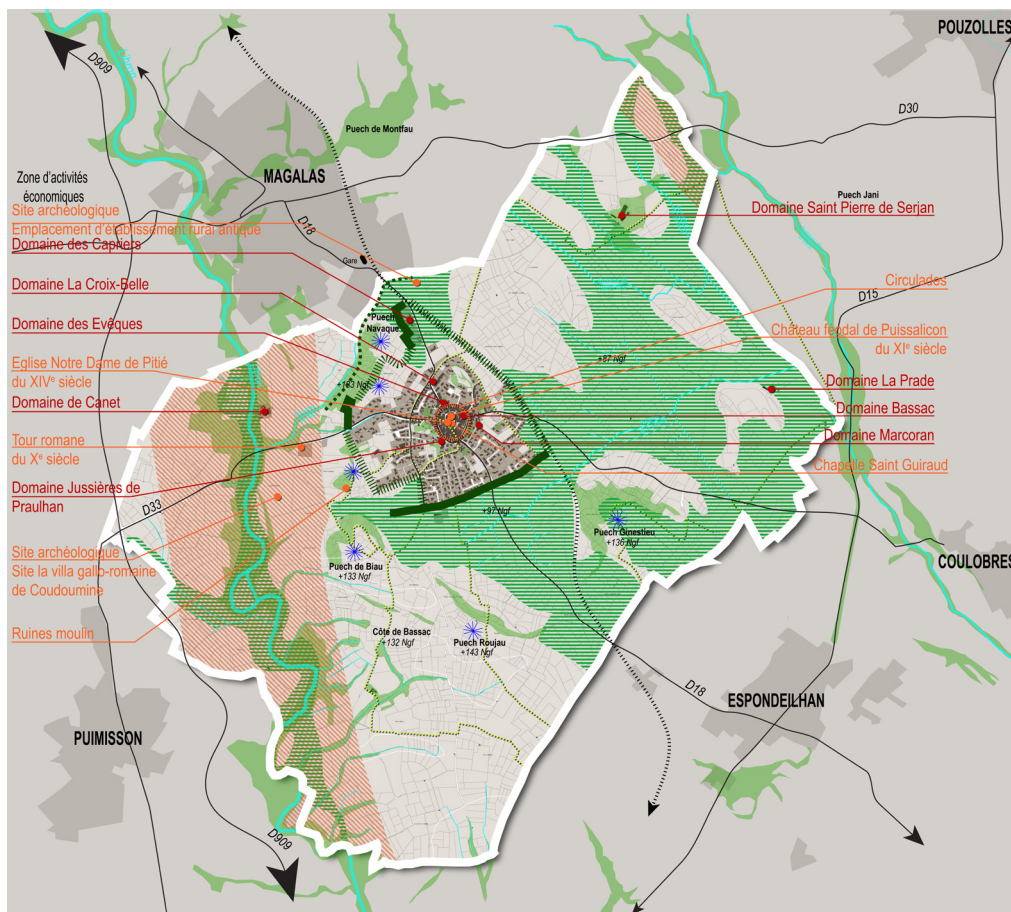 POUZOLLES
D909
Libron
D30
Puech de Montfau
Zone d'activités
économiques
MAGALAS
Puech Jani
Site archéologique
Emplacement d'établissement rural antique
D18
Domaine Saint Pierre de Serjan
Domaine des Capriers
Gare
Domaine La Croix-Belle
Circulades
D15
Puech
Navaque
Domaine des Evêques
Château féodal de Puissalicon
du XIe siècle
+87 Ngf
Eglise Notre Dame de Pitié
du XIVe siècle
+103 Ngf
Domaine La Prade
Domaine de Canet
Domaine Bassac
Domaine Marcoran
Tour romane
du Xe siècle
Chapelle Saint Guiraud
Domaine Jussières de
Praulhan
D33
+97 Ngf
Puech Ginestieu
+136 Ngf
Site archéologique
Site la villa gallo-romaine
de Coudoumine
Puech de Biau
+133 Ngf
COULOBRES
Ruines moulin
Côte de Bassac
+132 Ngf
Puech Roujau
+143 Ngf
D18
ESPONDEILHAN
PUIMISSON
D909